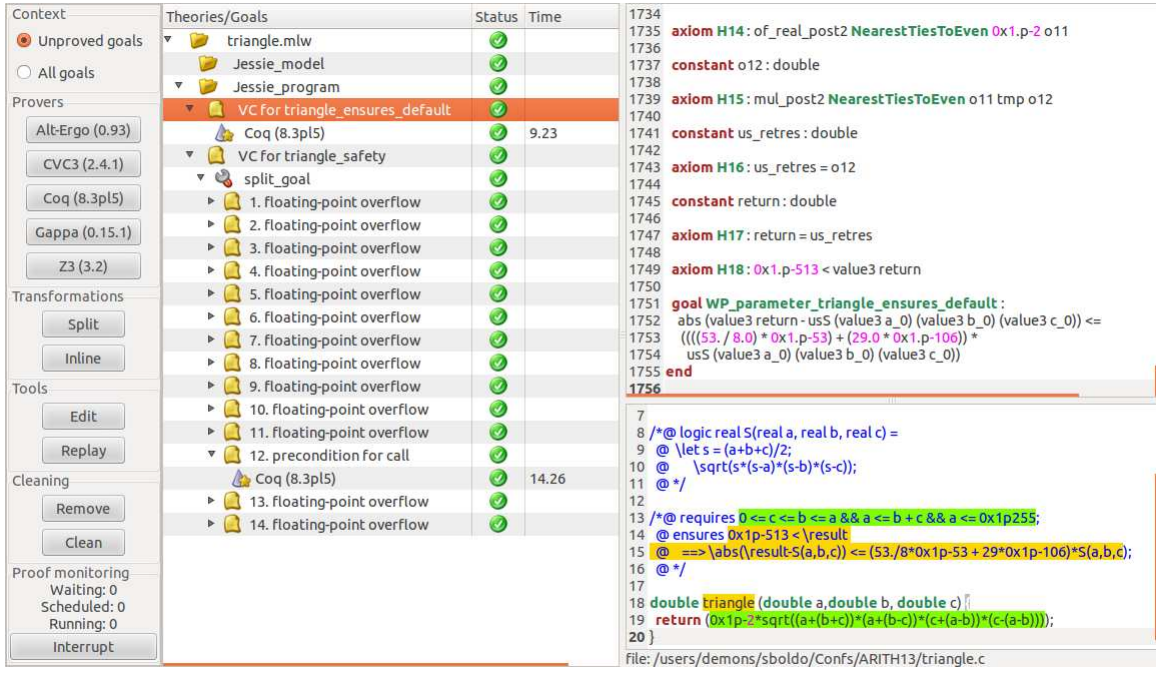 Context
Unproved goals
All goals
Provers
Alt-Ergo (0.93)
CVC3 (2.4.1)
Coq (8.3pl5)
Gappa (0.15.1)
Z3 (3.2)
Transformations
Split
Inline
Tools
Edit
Replay
Cleaning
Remove
Clean
Proof monitoring
Waiting: 0
Scheduled: 0
Running: 0
Interrupt
Theories/Goals Status Time
triangle.mlw
Jessie_model
Jessie_program
VC for triangle_ensures_default
Coq (8.3pl5) 9.23
VC for triangle_safety
split_goal
1. floating-point overflow
2. floating-point overflow
3. floating-point overflow
4. floating-point overflow
5. floating-point overflow
6. floating-point overflow
7. floating-point overflow
8. floating-point overflow
9. floating-point overflow
10. floating-point overflow
11. floating-point overflow
12. precondition for call
Coq (8.3pl5) 14.26
13. floating-point overflow
14. floating-point overflow
1734
1735 axiom H14 : of_real_post2 NearestTiesToEven 0x1.p-2 o11
1736
1737 constant o12 : double
1738
1739 axiom H15 : mul_post2 NearestTiesToEven o11 tmp o12
1740
1741 constant us_retres : double
1742
1743 axiom H16 : us_retres = o12
1744
1745 constant return : double
1746
1747 axiom H17 : return = us_retres
1748
1749 axiom H18 : 0x1.p-513 < value3 return
1750
1751 goal WP_parameter_triangle_ensures_default :
1752 abs (value3 return - usS (value3 a_0) (value3 b_0) (value3 c_0)) <=
1753 ((((53. / 8.0) * 0x1.p-53) + (29.0 * 0x1.p-106)) *
1754 usS (value3 a_0) (value3 b_0) (value3 c_0))
1755 end
1756
7
8 /*@ logic real S(real a, real b, real c) =
9 @ \let s = (a+b+c)/2;
10 @ \sqrt(s*(s-a)*(s-b)*(s-c));
11 @ */
12
13 /*@ requires 0 <= c <= b <= a && a <= b + c && a <= 0x1p255;
14 @ ensures 0x1p-513 < \result
15 @ ==> \abs(\result-S(a,b,c)) <= (53./8*0x1p-53 + 29*0x1p-106)*S(a,b,c);
16 @ */
17
18 double triangle (double a,double b, double c) {
19 return (0x1p-2*sqrt((a+(b+c))*(a+(b-c))*(c+(a-b))*(c-(a-b))));
20 }
file: /users/demons/sboldo/Confs/ARITH13/triangle.c